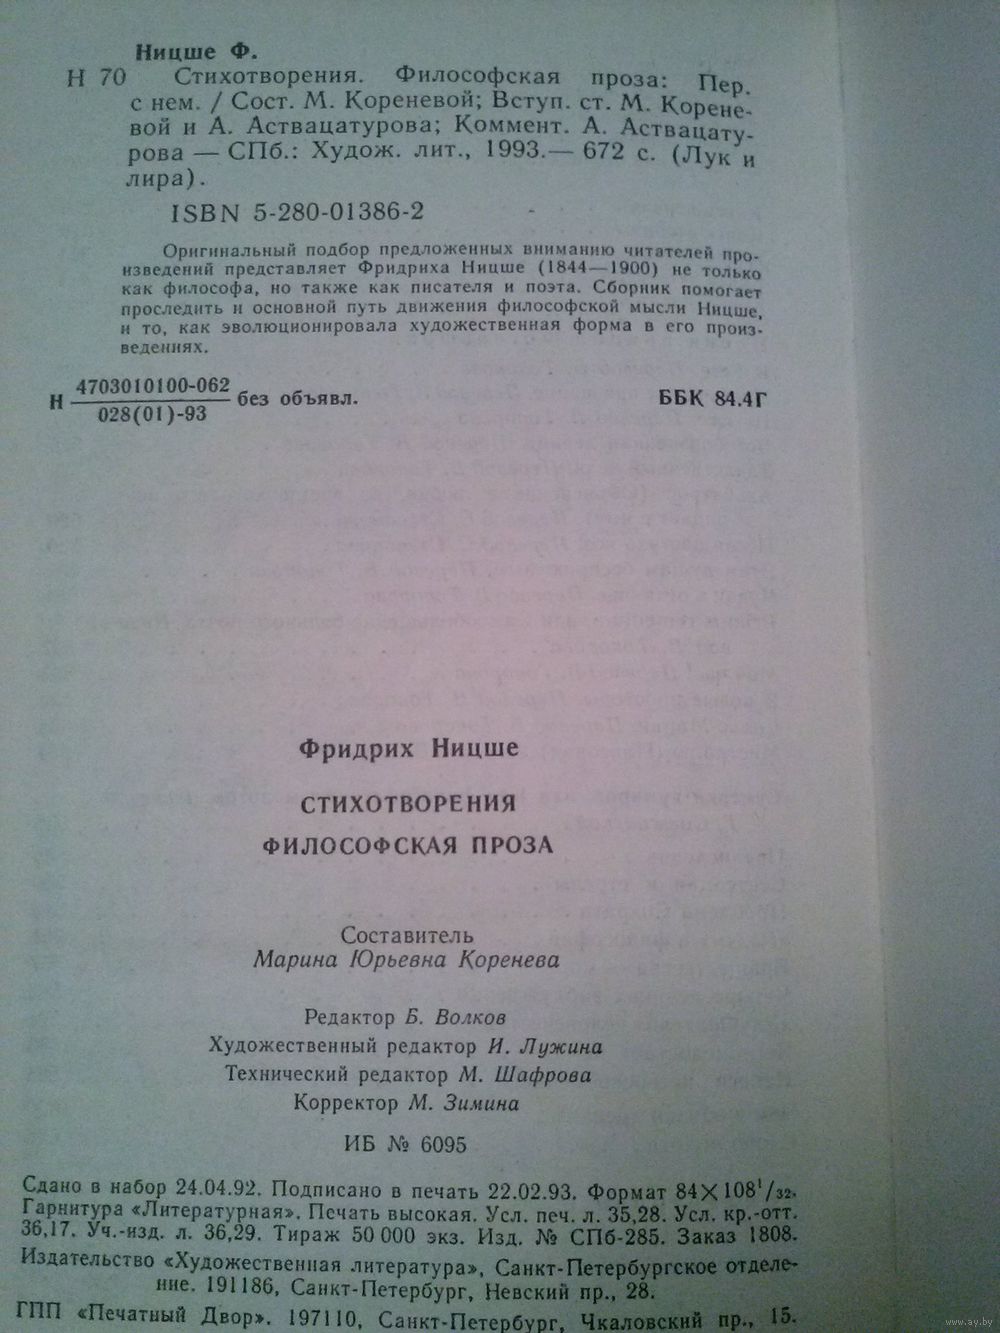 Ницше Ф.
Н 70 Стихотворения. Философская проза: Пер.
с нем. / Сост. М. Кореневой; Вступ. ст. М. Корене-
вой и А. Аствацатурова; Коммент. А. Аствацату-
рова — СПб.: Худож. лит., 1993.— 672 с. (Лук и
лира).
ISBN 5-280-01386-2
Оригинальный подбор предложенных вниманию читателей про-
изведений представляет Фридриха Ницше (1844—1900) не только
как философа, но также как писателя и поэта. Сборник помогает
проследить и основной путь движения философской мысли Ницше,
и то, как эволюционировала художественная форма в его произ-
ведениях.
Н 4703010100-062 без объявл. ББК 84.4Г
028(01)-93
Фридрих Ницше
СТИХОТВОРЕНИЯ
ФИЛОСОФСКАЯ ПРОЗА
Составитель
Марина Юрьевна Коренева
Редактор Б. Волков
Художественный редактор И. Лужина
Технический редактор М. Шафрова
Корректор М. Зимина
ИБ № 6095
Сдано в набор 24.04.92. Подписано в печать 22.02.93. Формат 84×108¹/₃₂.
Гарнитура «Литературная». Печать высокая. Усл. печ. л. 35,28. Усл. кр.-отт.
36,17. Уч.-изд. л. 36,29. Тираж 50 000 экз. Изд. № СПб-285. Заказ 1808.
Издательство «Художественная литература», Санкт-Петербургское отделе-
ние. 191186, Санкт-Петербург, Невский пр., 28.
ГПП «Печатный Двор». 197110, Санкт-Петербург, Чкаловский пр., 15.
www.ay.by